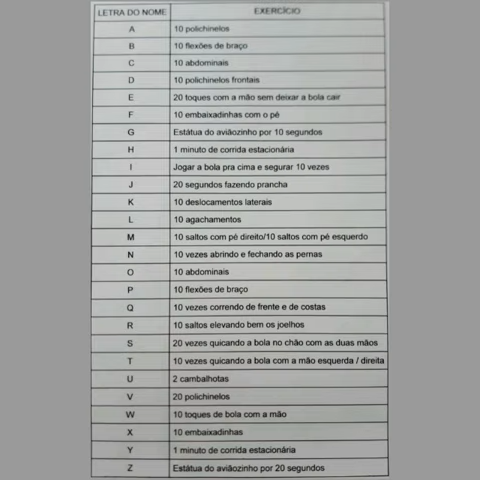 LETRA DO NOME EXERCÍCIO
A 10 polichinelos
B 10 flexões de braço
C 10 abdominais
D 10 polichinelos frontais
E 20 toques com a mão sem deixar a bola cair
F 10 embaixadinhas com o pé
G Estátua do aviãozinho por 10 segundos
H 1 minuto de corrida estacionária
I Jogar a bola pra cima e segurar 10 vezes
J 20 segundos fazendo prancha
K 10 deslocamentos laterais
L 10 agachamentos
M 10 saltos com pé direito/10 saltos com pé esquerdo
N 10 vezes abrindo e fechando as pernas
O 10 abdominais
P 10 flexões de braço
Q 10 vezes correndo de frente e de costas
R 10 saltos elevando bem os joelhos
S 20 vezes quicando a bola no chão com as duas mãos
T 10 vezes quicando a bola com a mão esquerda / direita
U 2 cambalhotas
V 20 polichinelos
W 10 toques de bola com a mão
X 10 embaixadinhas
Y 1 minuto de corrida estacionária
Z Estátua do aviãozinho por 20 segundos